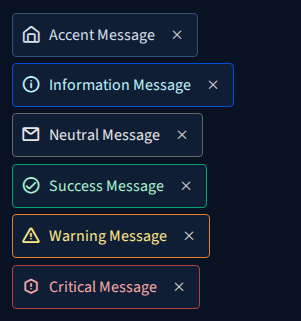 Accent Message
Information Message
Neutral Message
Success Message
Warning Message
Critical Message